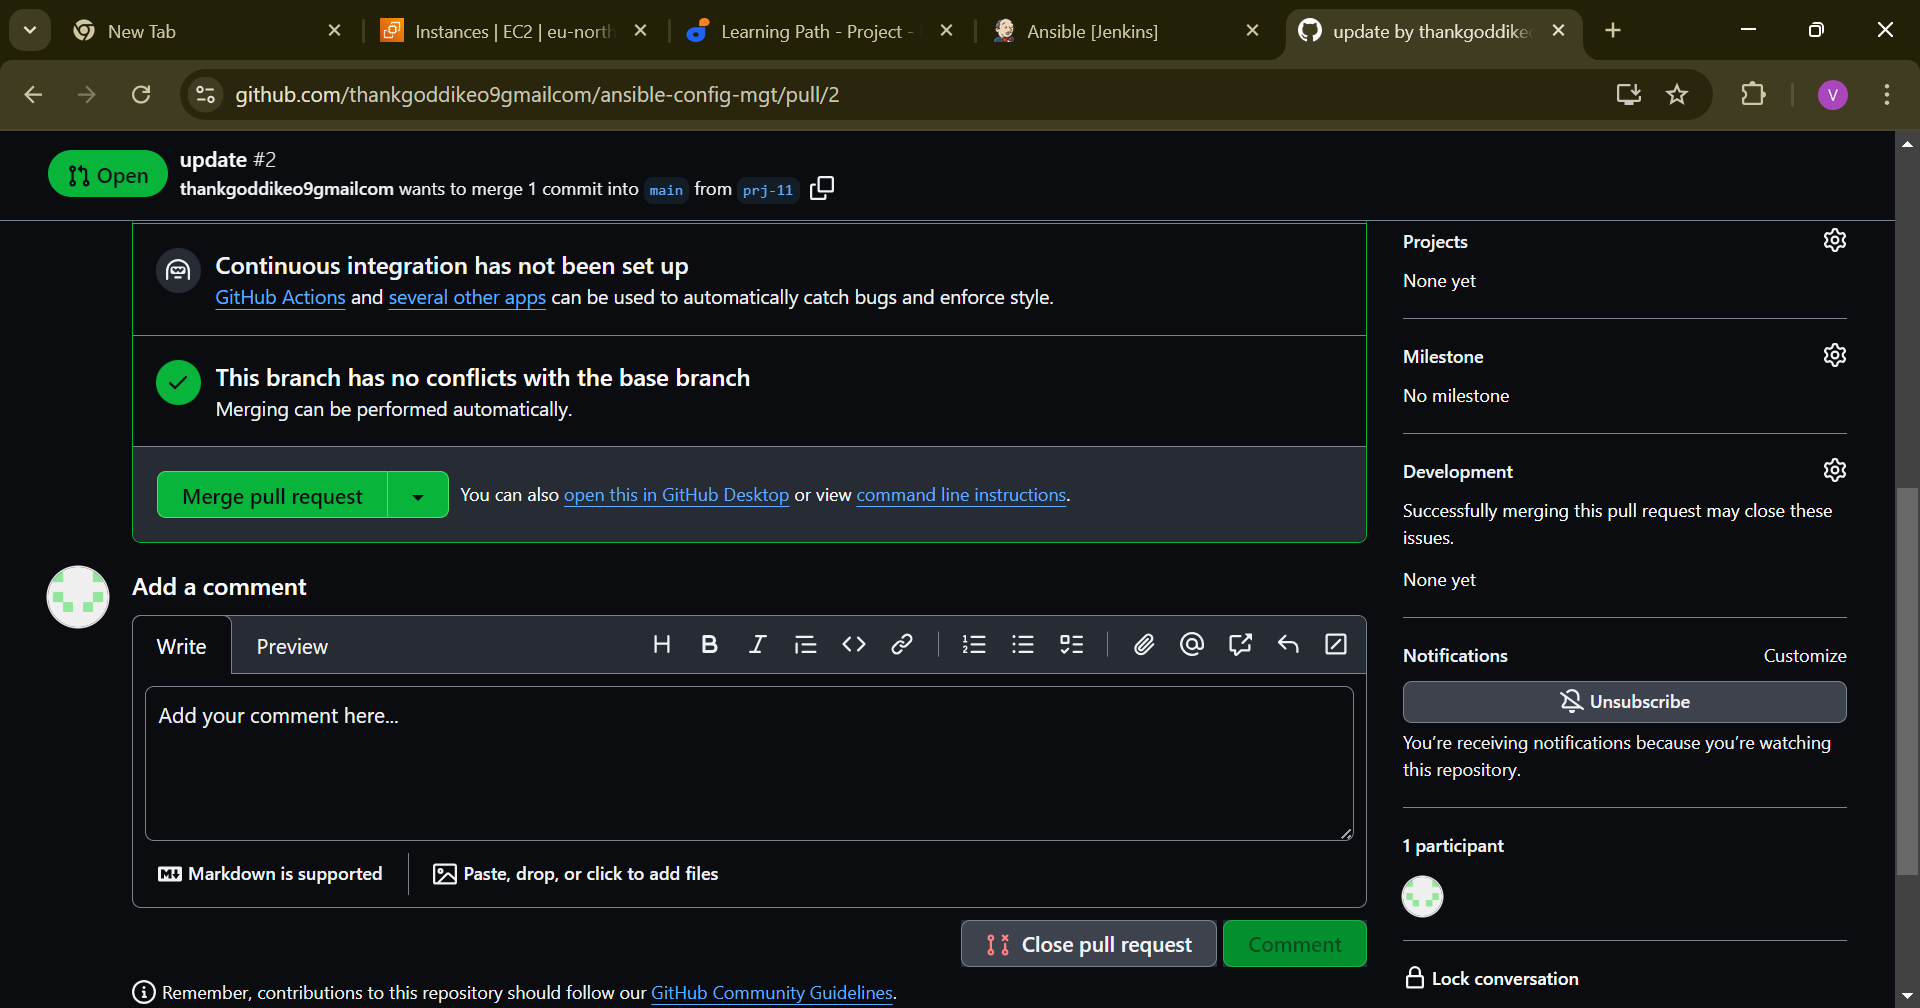 New Tab
Instances | EC2 | eu-north
Learning Path - Project -
Ansible [Jenkins]
update by thankgoddike
github.com/thankgoddikeo9gmailcom/ansible-config-mgt/pull/2
V
Open
update #2
thankgoddikeo9gmailcom wants to merge 1 commit into main from prj-11
Continuous integration has not been set up
GitHub Actions and several other apps can be used to automatically catch bugs and enforce style.
This branch has no conflicts with the base branch
Merging can be performed automatically.
Merge pull request
You can also open this in GitHub Desktop or view command line instructions.
Add a comment
Write
Preview
Add your comment here...
Markdown is supported
Paste, drop, or click to add files
Close pull request
Comment
Remember, contributions to this repository should follow our GitHub Community Guidelines.
Projects
None yet
Milestone
No milestone
Development
Successfully merging this pull request may close these
issues.
None yet
Notifications
Customize
Unsubscribe
You're receiving notifications because you're watching
this repository.
1 participant
Lock conversation